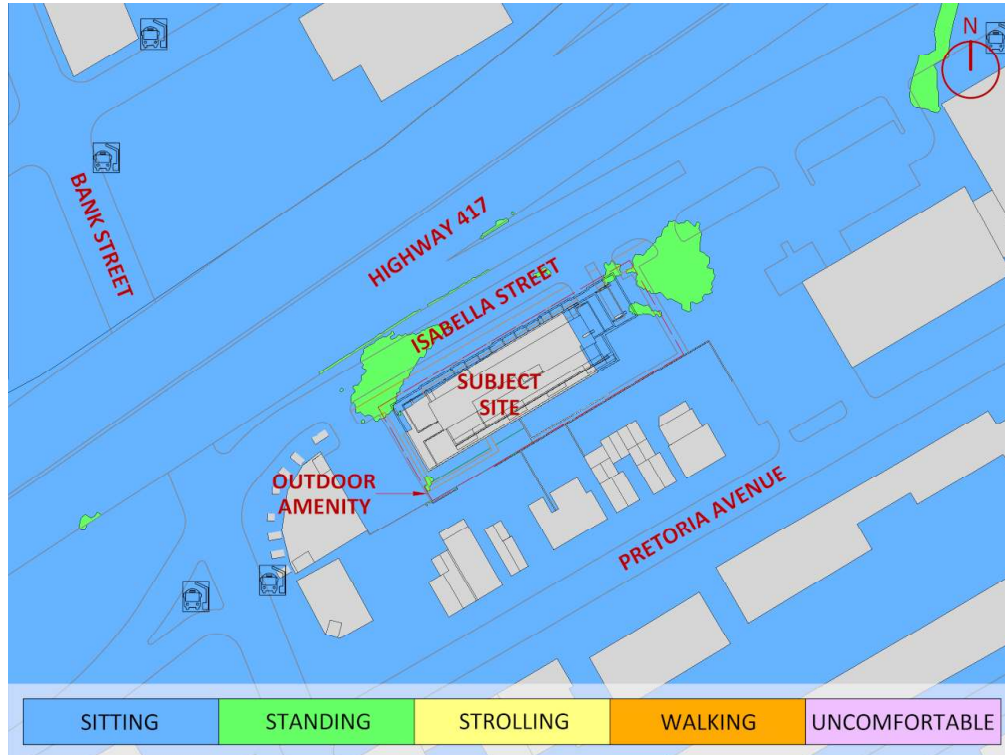 N
BANK STREET
HIGHWAY 417
ISABELLA STREET
SUBJECT
SITE
OUTDOOR
AMENITY
PRETORIA AVENUE
SITTING
STANDING
STROLLING
WALKING
UNCOMFORTABLE